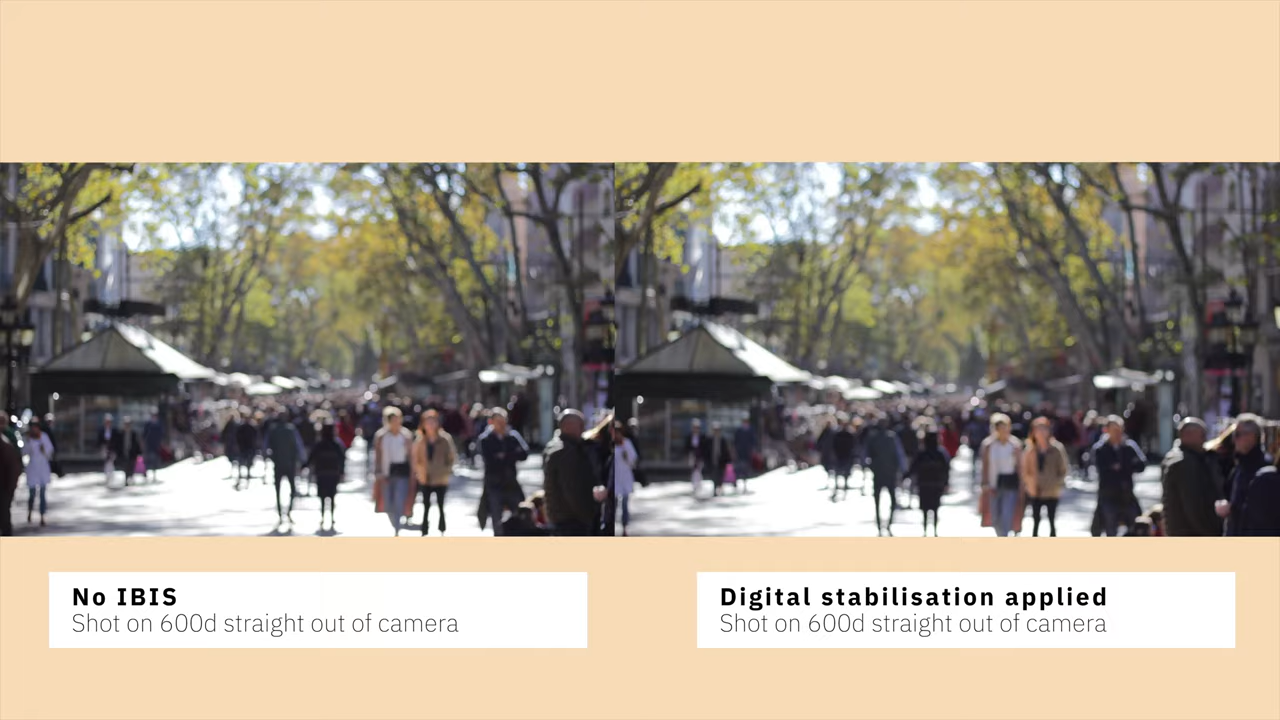 No IBIS
Shot on 600d straight out of camera
Digital stabilisation applied
Shot on 600d straight out of camera